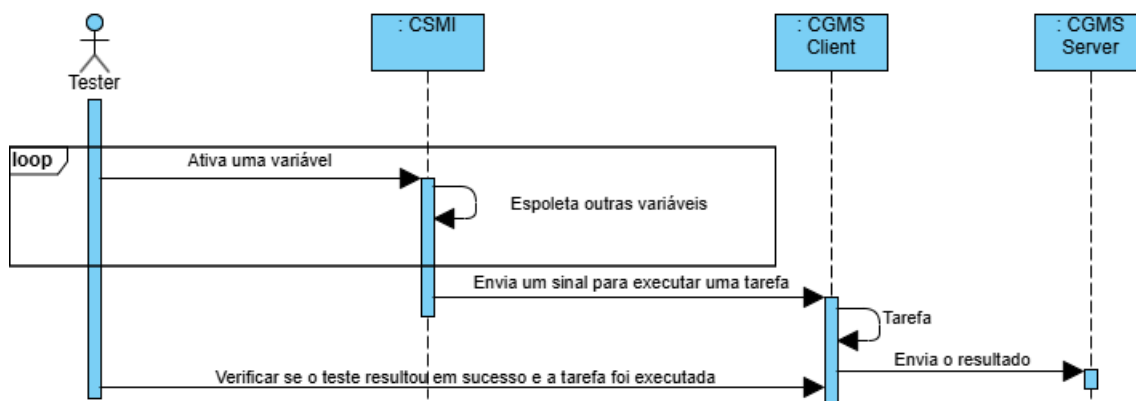 : CSMI
: CGMS
Client
: CGMS
Server
Tester
loop
Ativa uma variável
Espoleta outras variáveis
Envia um sinal para executar uma tarefa
Tarefa
Envia o resultado
Verificar se o teste resultou em sucesso e a tarefa foi executada